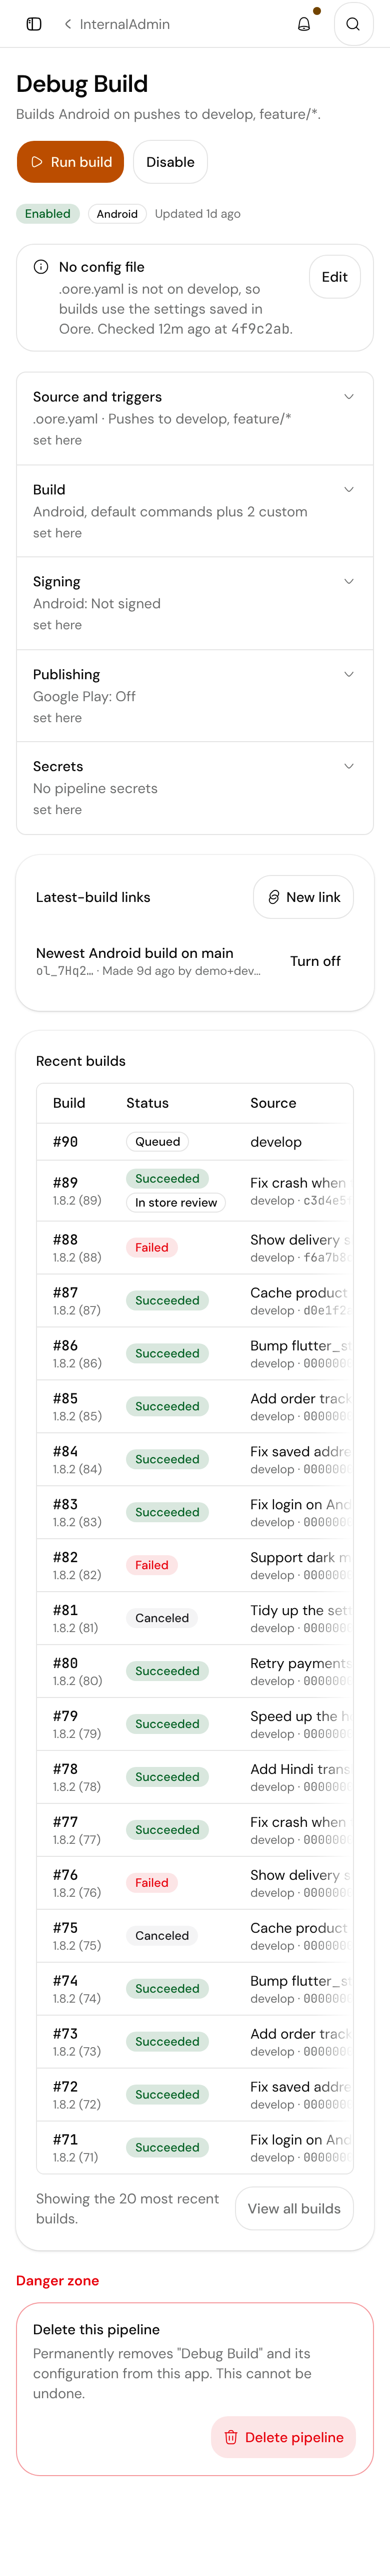 InternalAdmin
Debug Build
Builds Android on pushes to develop, feature/*.
Run build
Disable
Enabled
Android
Updated 1d ago
No config file
.oore.yaml is not on develop, so
builds use the settings saved in
Oore. Checked 12m ago at 4f9c2ab.
Edit
Source and triggers
.oore.yaml · Pushes to develop, feature/*
set here
Build
Android, default commands plus 2 custom
set here
Signing
Android: Not signed
set here
Publishing
Google Play: Off
set here
Secrets
No pipeline secrets
set here
Latest-build links
New link
Newest Android build on main
ol_7Hq2… · Made 9d ago by demo+dev…
Turn off
Recent builds
Build Status Source
#90 Queued develop
#89 Succeeded Fix crash when
1.8.2 (89) In store review develop · c3d4e5
#88 Failed Show delivery s
1.8.2 (88) develop · f6a7b8
#87 Succeeded Cache product
1.8.2 (87) develop · d0e1f2
#86 Succeeded Bump flutter_st
1.8.2 (86) develop · 000000
#85 Succeeded Add order track
1.8.2 (85) develop · 000000
#84 Succeeded Fix saved addre
1.8.2 (84) develop · 000000
#83 Succeeded Fix login on And
1.8.2 (83) develop · 000000
#82 Failed Support dark m
1.8.2 (82) develop · 000000
#81 Canceled Tidy up the sett
1.8.2 (81) develop · 000000
#80 Succeeded Retry payments
1.8.2 (80) develop · 000000
#79 Succeeded Speed up the h
1.8.2 (79) develop · 000000
#78 Succeeded Add Hindi trans
1.8.2 (78) develop · 000000
#77 Succeeded Fix crash when
1.8.2 (77) develop · 000000
#76 Failed Show delivery s
1.8.2 (76) develop · 000000
#75 Canceled Cache product
1.8.2 (75) develop · 000000
#74 Succeeded Bump flutter_st
1.8.2 (74) develop · 000000
#73 Succeeded Add order track
1.8.2 (73) develop · 000000
#72 Succeeded Fix saved addre
1.8.2 (72) develop · 000000
#71 Succeeded Fix login on And
1.8.2 (71) develop · 000000
Showing the 20 most recent
builds.
View all builds
Danger zone
Delete this pipeline
Permanently removes "Debug Build" and its
configuration from this app. This cannot be
undone.
Delete pipeline